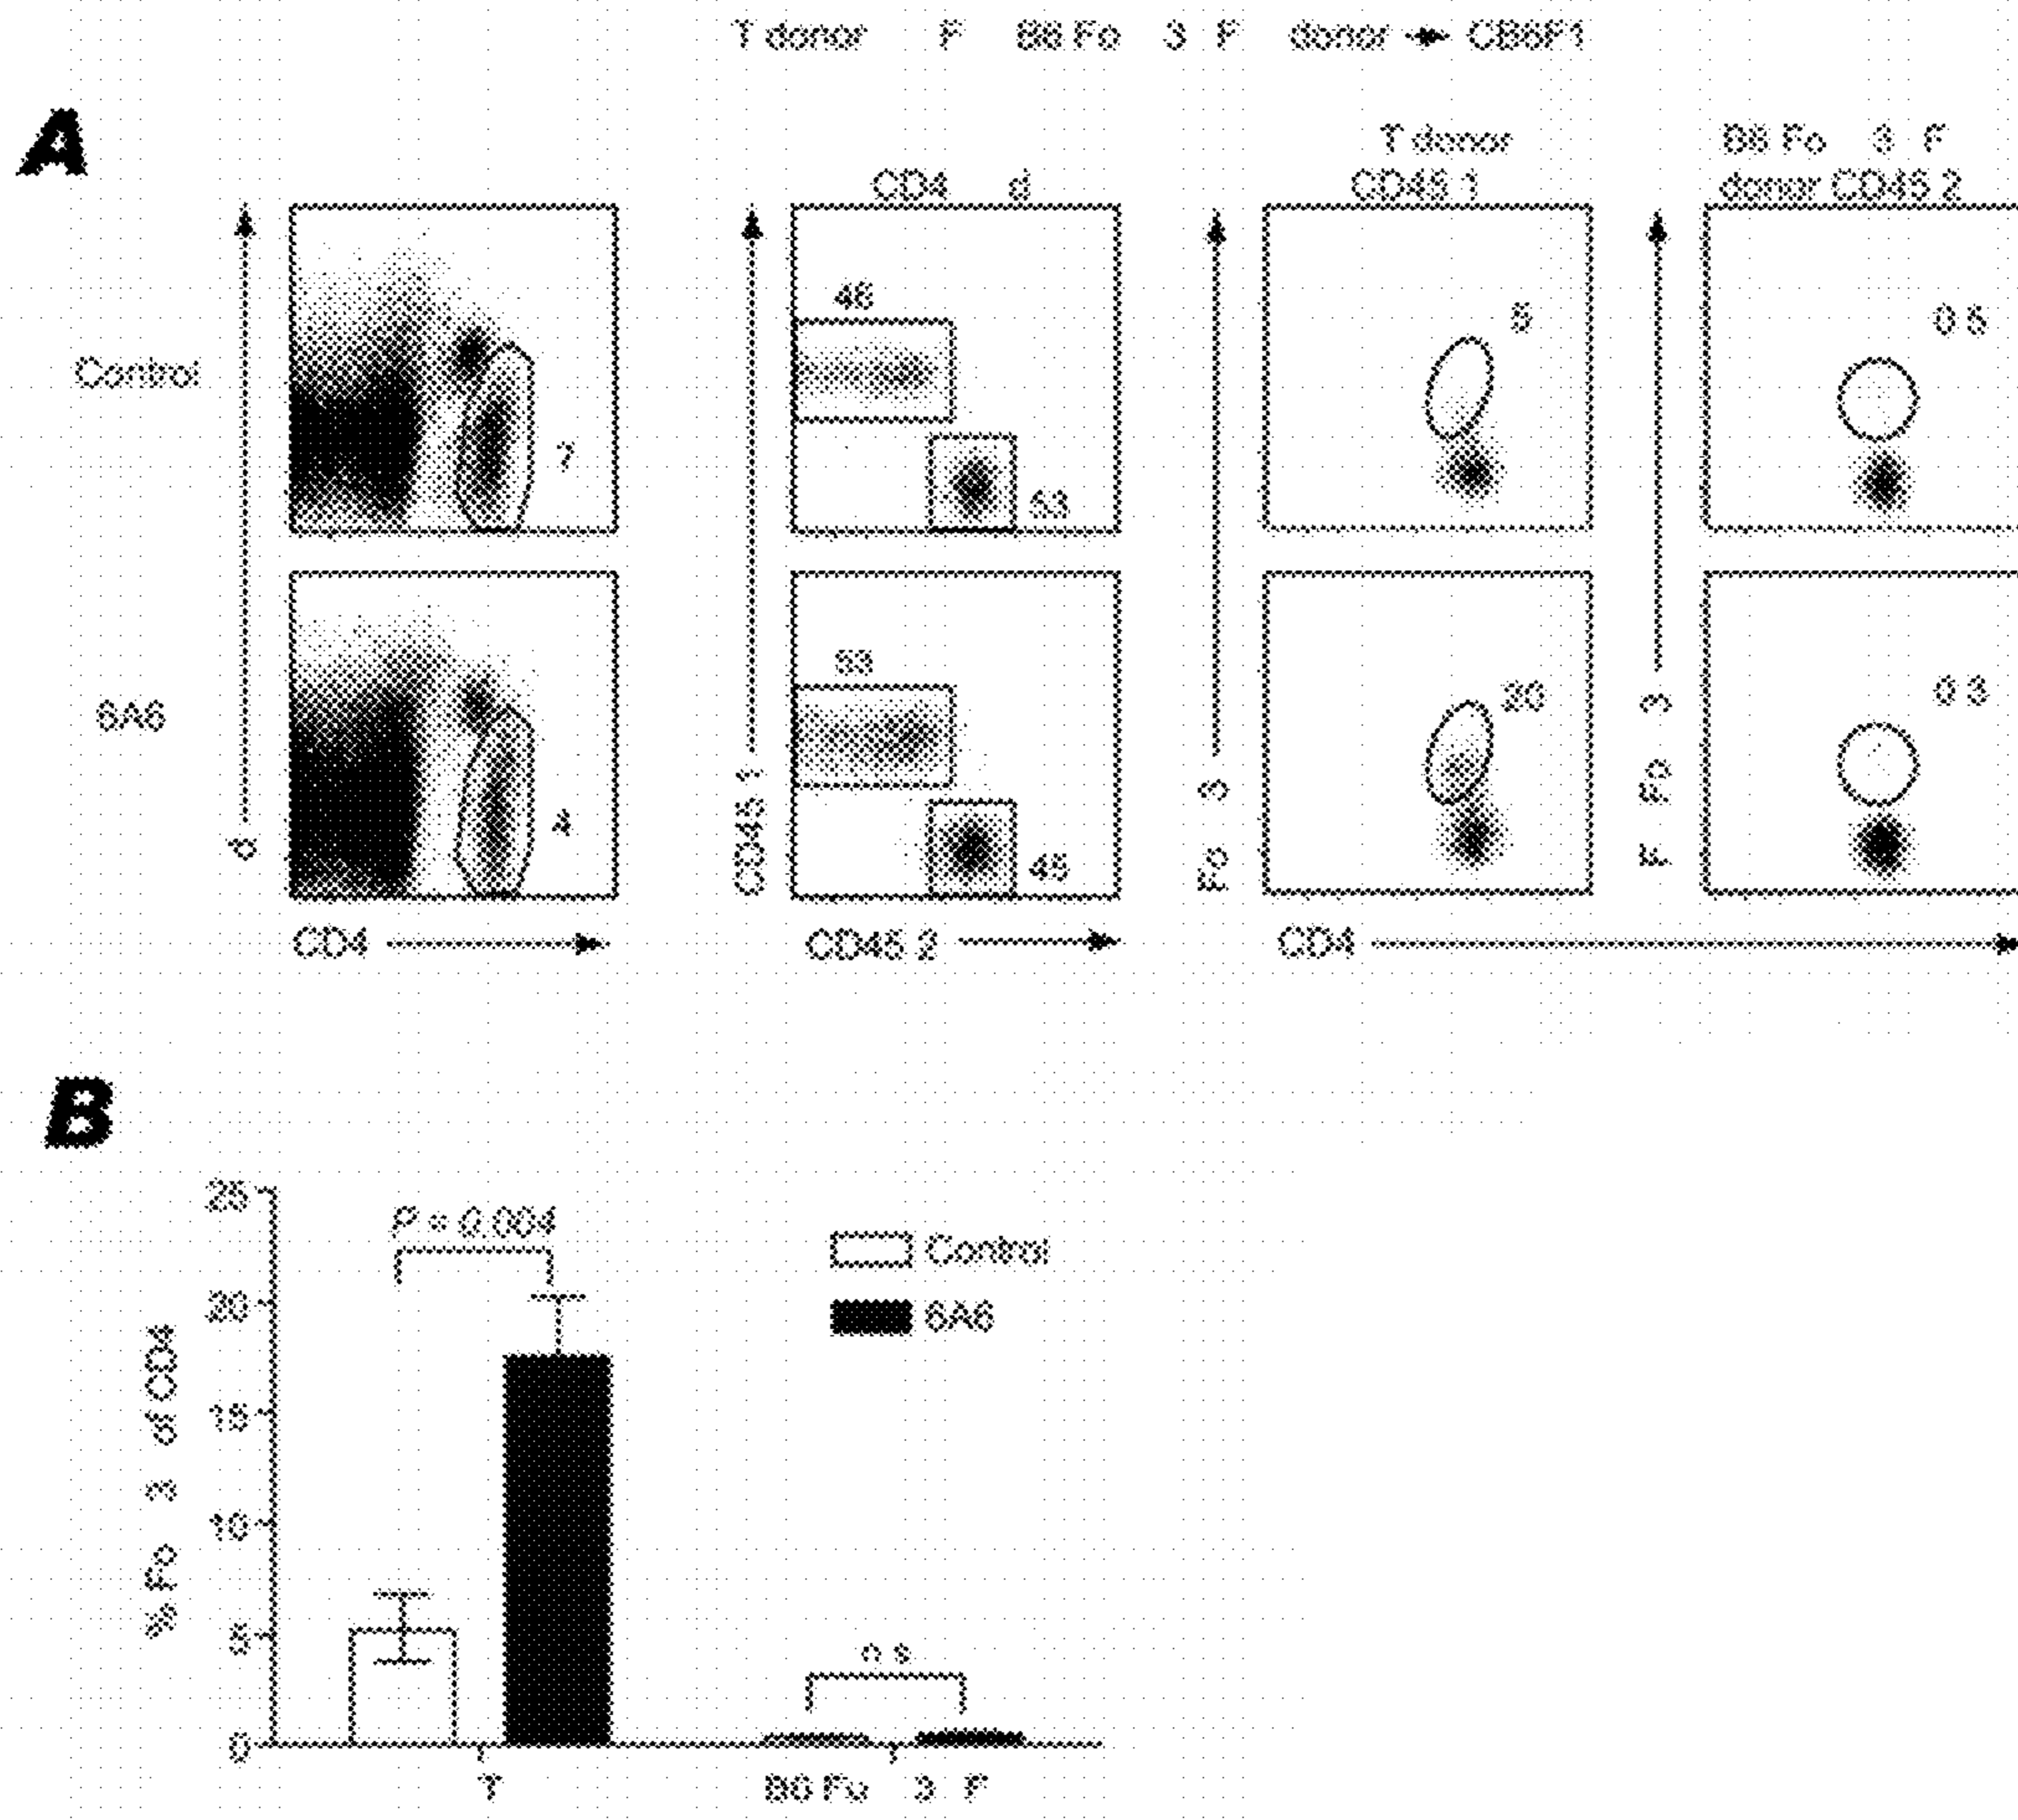 T donor F B6 Fo 3 F donor → CB6F1
A
T donor
CD45 1
B6 Fo 3 F
donor CD45 2
CD4 d
Control
46
53
5
0 5
7
6A6
53
45
20
0 3
4
d
CD45 1
Fo 3
F Fo 3
CD4
CD45 2
CD4
B
25
20
15
10
5
0
% Fo 3 of CD4
P = 0.004
Control
6A6
n s
T
B6 Fo 3 F